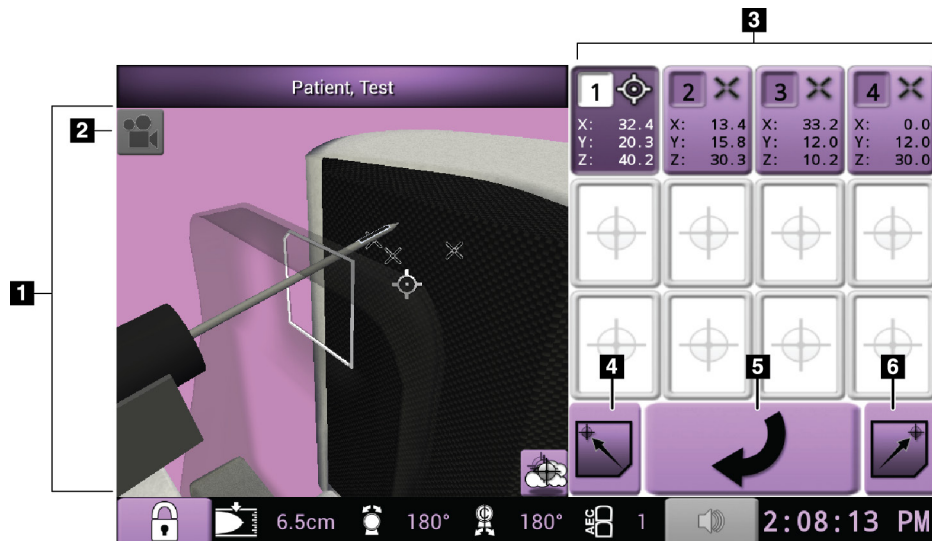 3
Patient, Test
1
2
1
X: 32.4
Y: 20.3
Z: 40.2
2
X: 13.4
Y: 15.8
Z: 30.3
3
X: 33.2
Y: 12.0
Z: 10.2
4
X: 0.0
Y: 12.0
Z: 30.0
4
5
6
6.5cm
180°
180°
AEC
1
2:08:13 PM